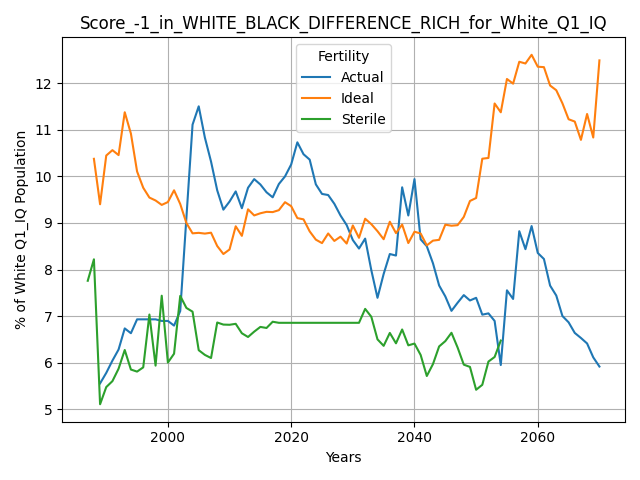 Score_-1_in_WHITE_BLACK_DIFFERENCE_RICH_for_White_Q1_IQ
Fertility
Actual
Ideal
Sterile
% of White Q1_IQ Population
12
11
10
9
8
7
6
5
2000
2020
2040
2060
Years